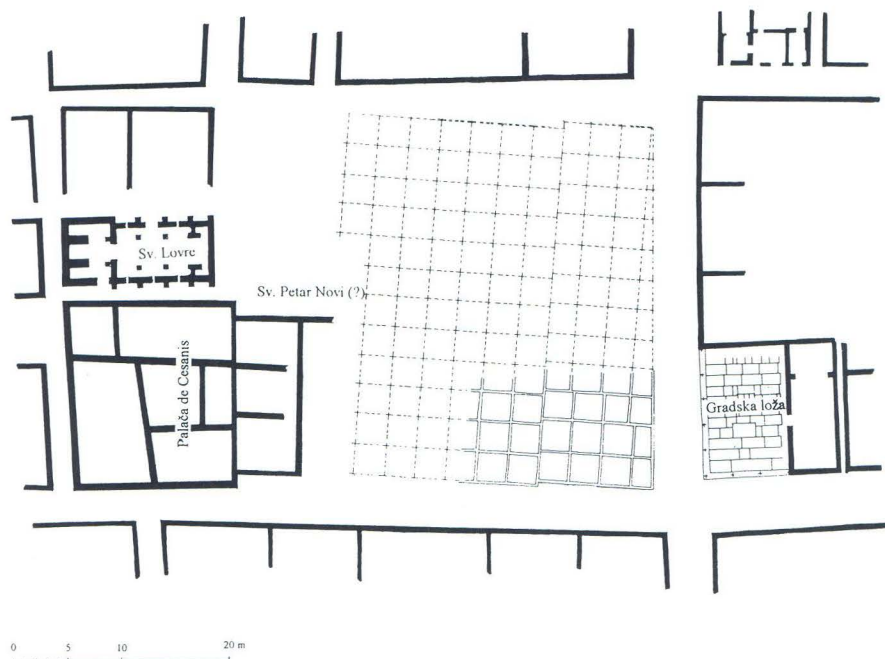 Sv. Lovre
Sv. Petar Novi (?)
Palača de Cesanis
Gradska loža
0 5 10 20 m